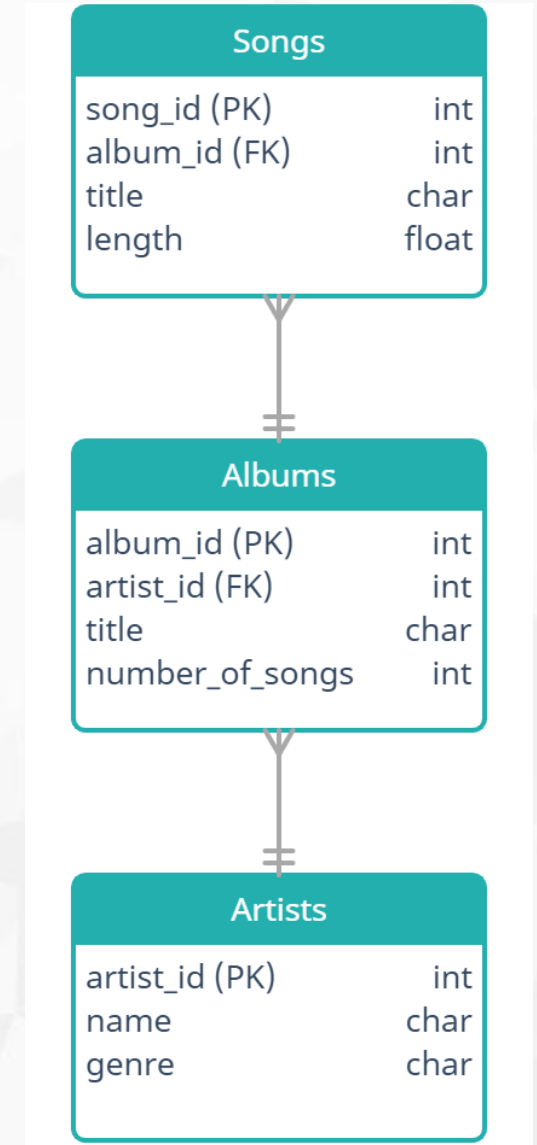 Songs
song_id (PK) int
album_id (FK) int
title char
length float
Albums
album_id (PK) int
artist_id (FK) int
title char
number_of_songs int
Artists
artist_id (PK) int
name char
genre char